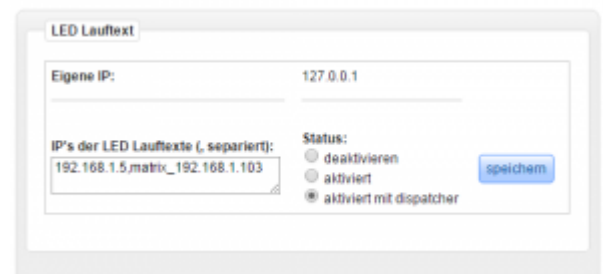 LED Lauftext
Eigene IP: 127.0.0.1
IP's der LED Lauftexte (, separiert):
192.168.1.5,matrix_192.168.1.103
Status:
deaktivieren
aktiviert
aktiviert mit dispatcher
speichern